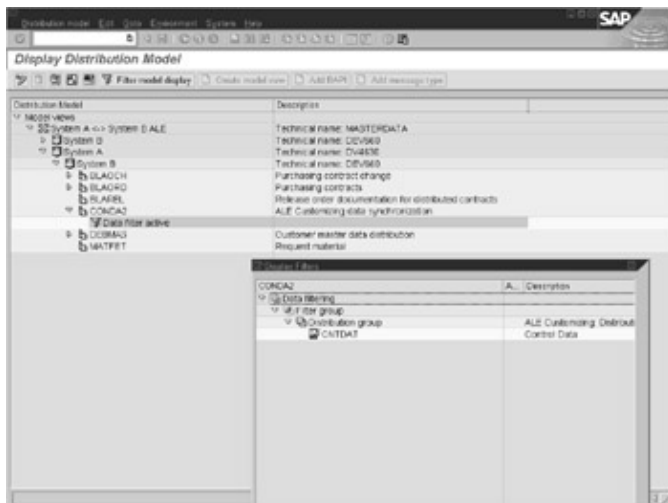 Distribution model Edit Goto Environment System Help
SAP
Display Distribution Model
Filter model display Create model view Add BAPI Add message type
Distribution Model Description
Model views
System A <-> System B ALE Technical name: MASTERDATA
System B Technical name:
System A Technical name:
System B Technical name:
BLAOCH Purchasing contract change
BLAORD Purchasing contracts
BLAREL Release order documentation for distributed contracts
CONDA2 ALE Customizing data synchronization
Data filter active
DEBMAS Customer master data distribution
MATFET Request material
Display Filters
CONDA2 A... Description
Data filtering
Filter group
Distribution group ALE Customizing: Distribut
CNTDAT Control Data